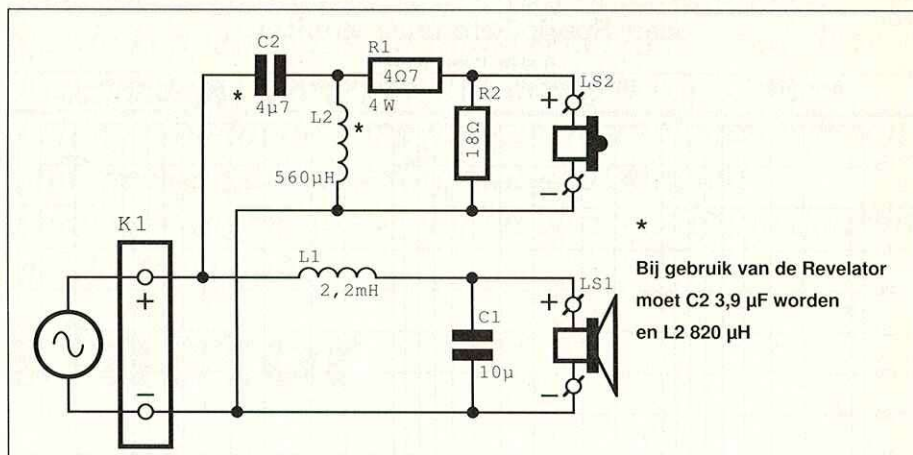 C2
4µ7
*
R1
4Ω7
4W
L2
*
560µH
R2
18Ω
LS2
+
−
K1
+
−
L1
2,2mH
C1
10µ
LS1
+
−
*
Bij gebruik van de Revelator
moet C2 3,9 µF worden
en L2 820 µH